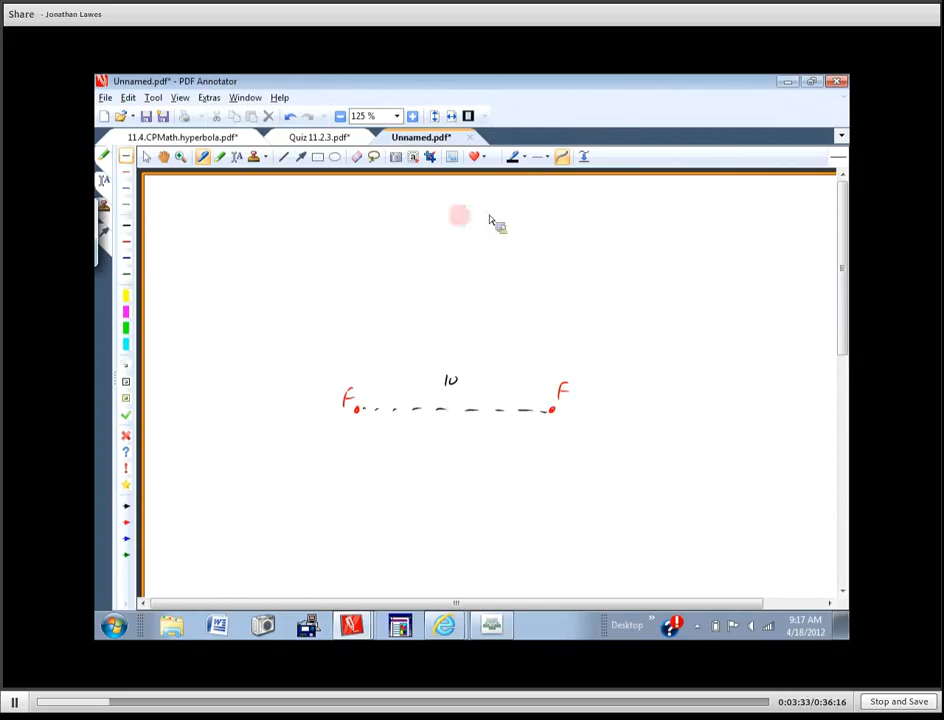 Share - Jonathan Lawes
Unnamed.pdf* - PDF Annotator
File Edit Tool View Extras Window Help
125 %
11.4.CPMath.hyperbola.pdf* Quiz 11.2.3.pdf* Unnamed.pdf*
10
F F
Desktop 9:17 AM
4/18/2012
0:03:33/0:36:16 Stop and Save